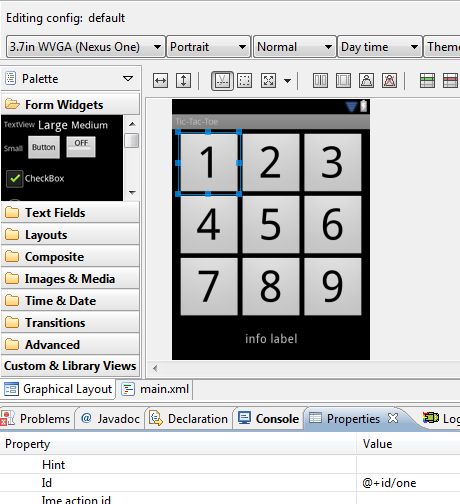 Editing config: default
3.7in WVGA (Nexus One) Portrait Normal Day time Theme
Palette
Form Widgets
TextView Large Medium
Small Button OFF
CheckBox
Text Fields
Layouts
Composite
Images & Media
Time & Date
Transitions
Advanced
Custom & Library Views
Tic-Tac-Toe
1 2 3
4 5 6
7 8 9
info label
Graphical Layout main.xml
Problems @ Javadoc Declaration Console Properties Log
Property Value
Hint
Id @+id/one
Ime action id